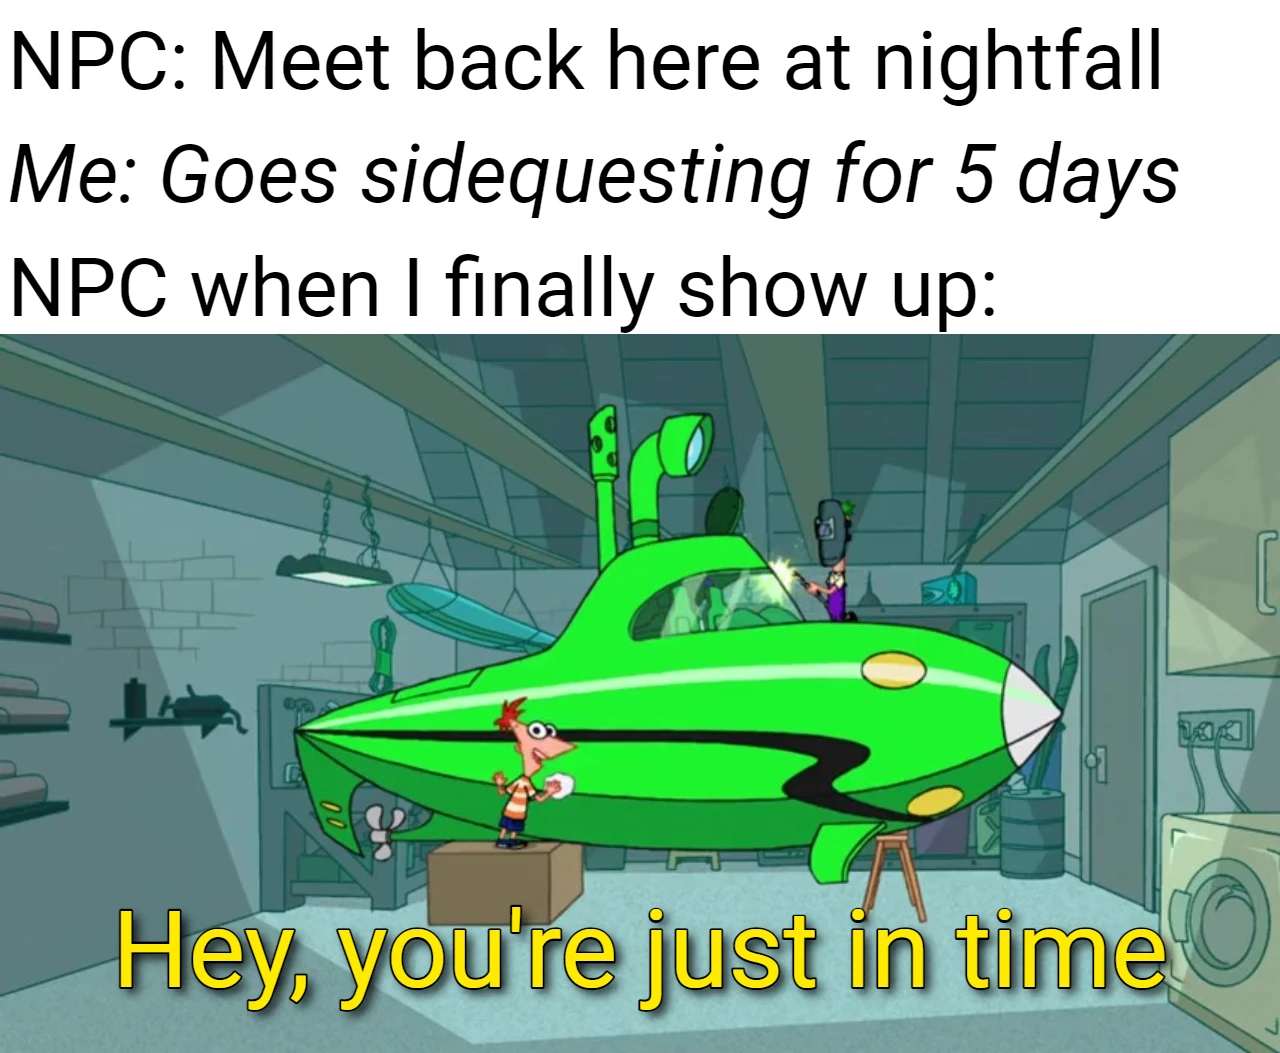 NPC: Meet back here at nightfall
Me: Goes sidequesting for 5 days
NPC when I finally show up:
Hey, you're just in time